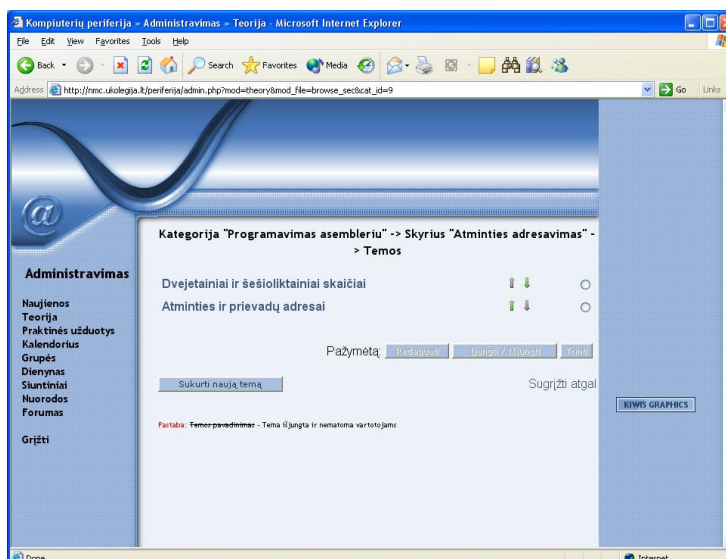 Kompiuterių periferija » Administravimas » Teorija - Microsoft Internet Explorer
File Edit View Favorites Tools Help
Back Search Favorites Media
Address http://nmc.ukolegija.lt/periferija/admin.php?mod=theory&mod_file=browse_sec&cat_id=9 Go Links
@
Kategorija "Programavimas asembleriu" -> Skyrius "Atminties adresavimas" -
> Temos
Administravimas
Naujienos
Teorija
Praktinės užduotys
Kalendorius
Grupės
Dienynas
Siuntiniai
Nuorodos
Forumas
Grįžti
Dvejetainiai ir šešioliktainiai skaičiai
Atminties ir prievadų adresai
Pažymėtą: Redaguoti Įjungti / Išjungti Trinti
Sukurti naują temą Sugrįžti atgal
Pastaba: Temos pavadinimas - Tema išjungta ir nematoma vartotojams
KIWIS GRAPHICS
Done Internet